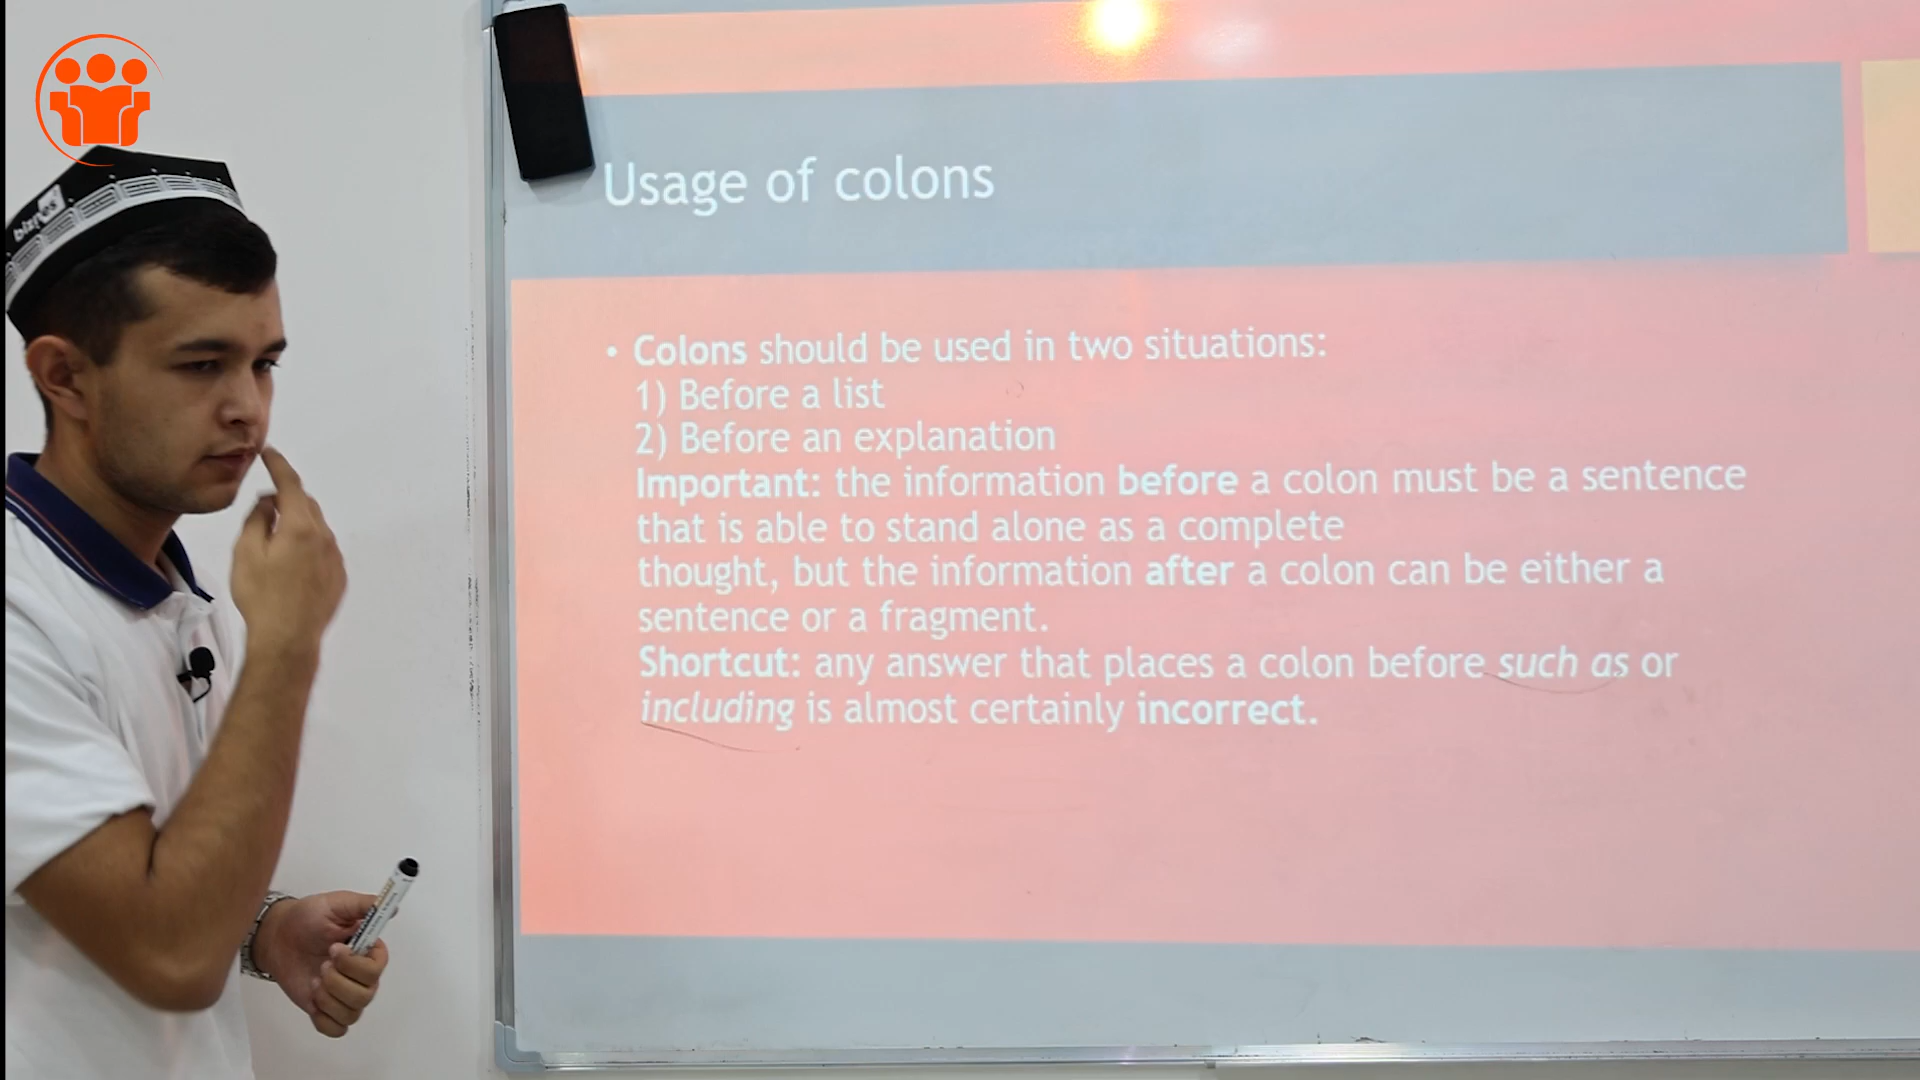 Usage of colons
• Colons should be used in two situations:
1) Before a list
2) Before an explanation
Important: the information before a colon must be a sentence
that is able to stand alone as a complete
thought, but the information after a colon can be either a
sentence or a fragment.
Shortcut: any answer that places a colon before such as or
including is almost certainly incorrect.